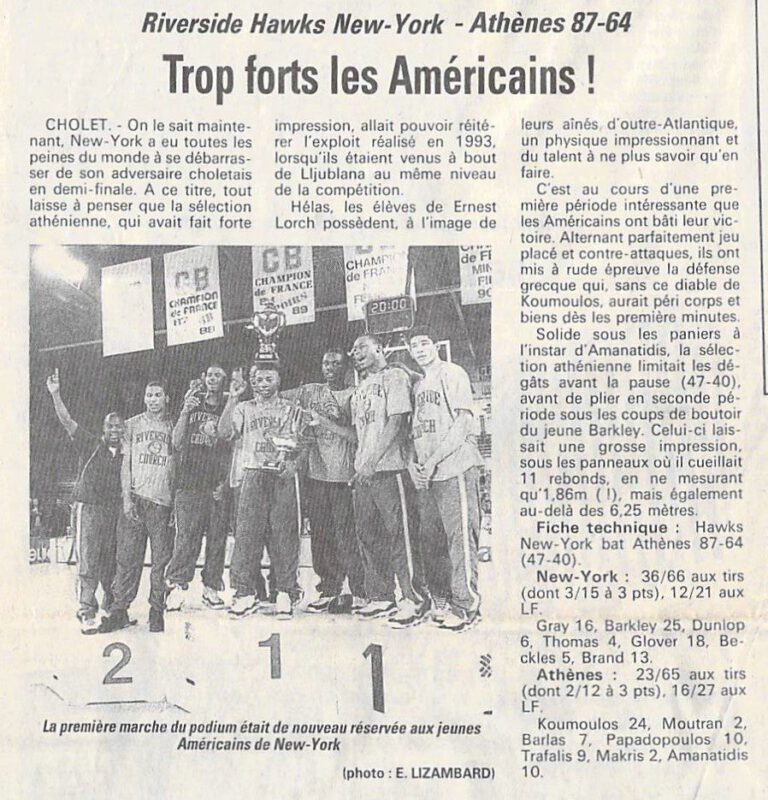 Riverside Hawks New-York - Athènes 87-64
Trop forts les Américains !
CHOLET. - On le sait mainte-
nant, New-York a eu toutes les
peines du monde à se débarras-
ser de son adversaire choletais
en demi-finale. A ce titre, tout
laisse à penser que la sélection
athénienne, qui avait fait forte
impression, allait pouvoir réité-
rer l'exploit réalisé en 1993,
lorsqu'ils étaient venus à bout
de LIjublana au même niveau
de la compétition.
Hélas, les élèves de Ernest
Lorch possèdent, à l'image de
leurs aînés d'outre-Atlantique,
un physique impressionnant et
du talent à ne plus savoir qu'en
faire.
C'est au cours d'une pre-
mière période intéressante que
les Américains ont bâti leur vic-
toire. Alternant parfaitement jeu
placé et contre-attaques, ils ont
mis à rude épreuve la défense
grecque qui, sans ce diable de
Koumoulos, aurait péri corps et
biens dès les première minutes.
Solide sous les paniers à
l'instar d'Amanatidis, la sélec-
tion athénienne limitait les dé-
gâts avant la pause (47-40),
avant de plier en seconde pé-
riode sous les coups de boutoir
du jeune Barkley. Celui-ci lais-
sait une grosse impression,
sous les panneaux où il cueillait
11 rebonds, en ne mesurant
qu'1,86m (!), mais également
au-delà des 6,25 mètres.
Fiche technique : Hawks
New-York bat Athènes 87-64
(47-40).
New-York : 36/66 aux tirs
(dont 3/15 à 3 pts), 12/21 aux
LF.
Gray 16, Barkley 25, Dunlop
6, Thomas 4, Glover 18, Be-
ckles 5, Brand 13.
Athènes : 23/65 aux tirs
(dont 2/12 à 3 pts), 16/27 aux
LF.
Koumoulos 24, Moutran 2,
Barlas 7, Papadopoulos 10,
Trafalis 9, Makris 2, Amanatidis
10.
CB
CHAMPION
de FRANCE
87 88
CB
CHAMPION
de FRANCE
89
CHAMPION
de FRAN
de FI
MIN
FI
90
20:00
RIVERSIDE
CHURCH
2
1
1
La première marche du podium était de nouveau réservée aux jeunes
Américains de New-York
(photo : E. LIZAMBARD)